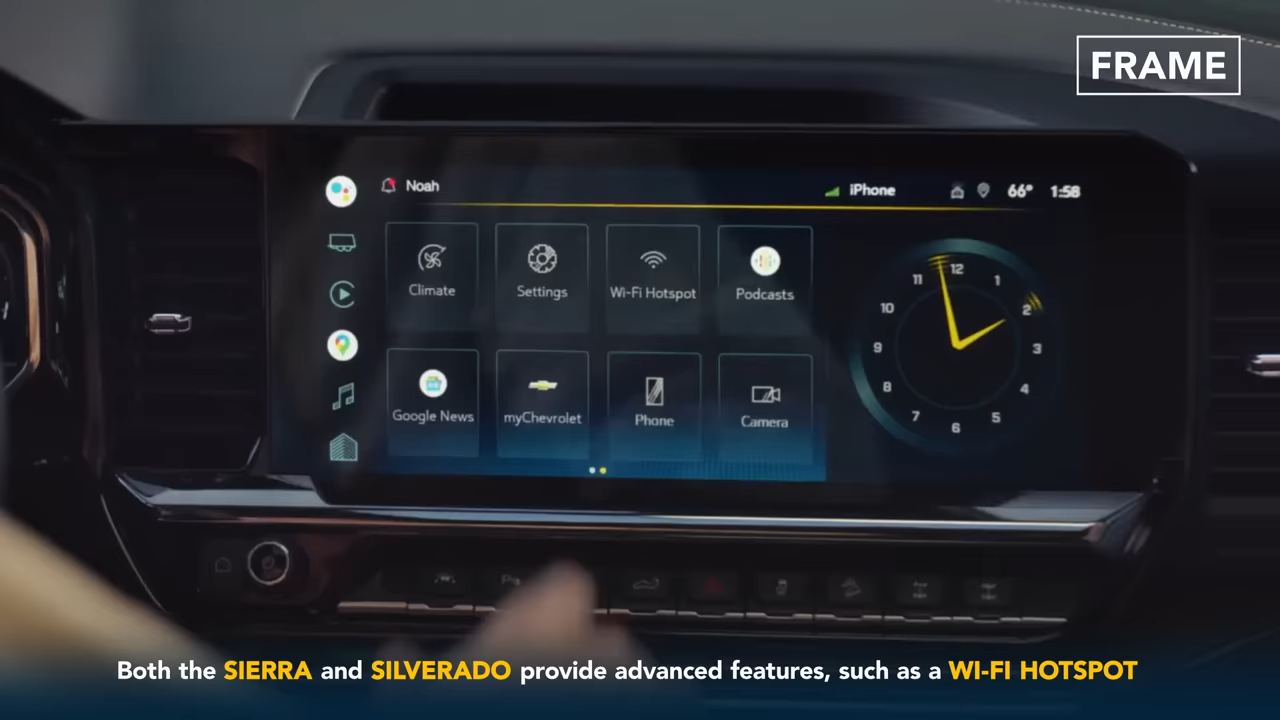 FRAME
Noah
iPhone
66°
1:58
Climate
Settings
Wi-Fi Hotspot
Podcasts
Google News
myChevrolet
Phone
Camera
12
1
2
3
4
5
6
7
8
9
10
11
Both the SIERRA and SILVERADO provide advanced features, such as a WI-FI HOTSPOT